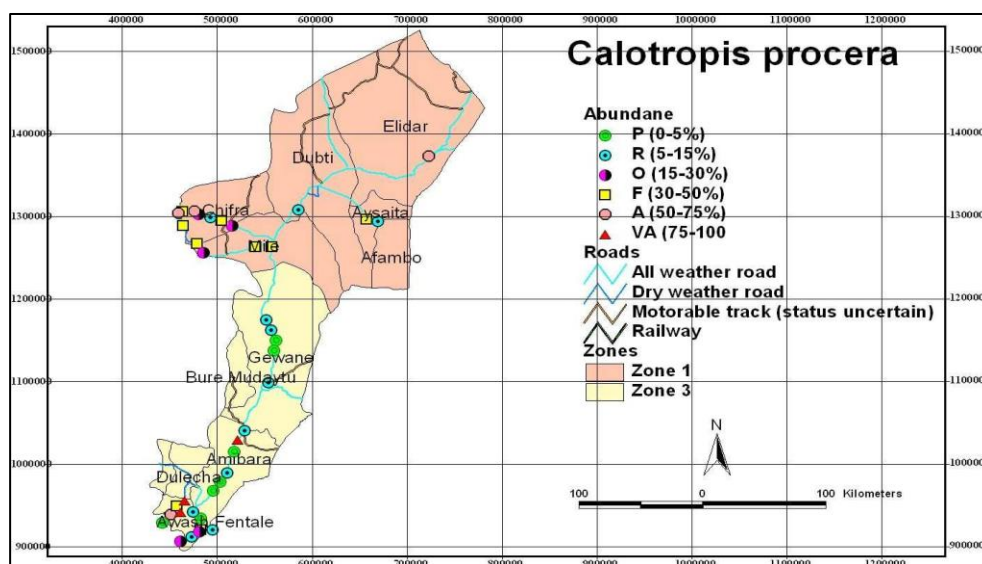 400000 500000 600000 700000 800000 900000 1000000 1100000 1200000
1500000 1500000
1400000 1400000
1300000 1300000
1200000 1200000
1100000 1100000
1000000 1000000
900000 900000
Calotropis procera
Abundane
P (0-5%)
R (5-15%)
O (15-30%)
F (30-50%)
A (50-75%)
VA (75-100
Roads
All weather road
Dry weather road
Motorable track (status uncertain)
Railway
Zones
Zone 1
Zone 3
Elidar
Dubti
Chifra
Aysaita
Mile
Afambo
Gewane
Bure Mudaytu
Amibara
Dulecha
Awash Fentale
N
100 0 100 Kilometers
400000 500000 600000 700000 800000 900000 1000000 1100000 1200000